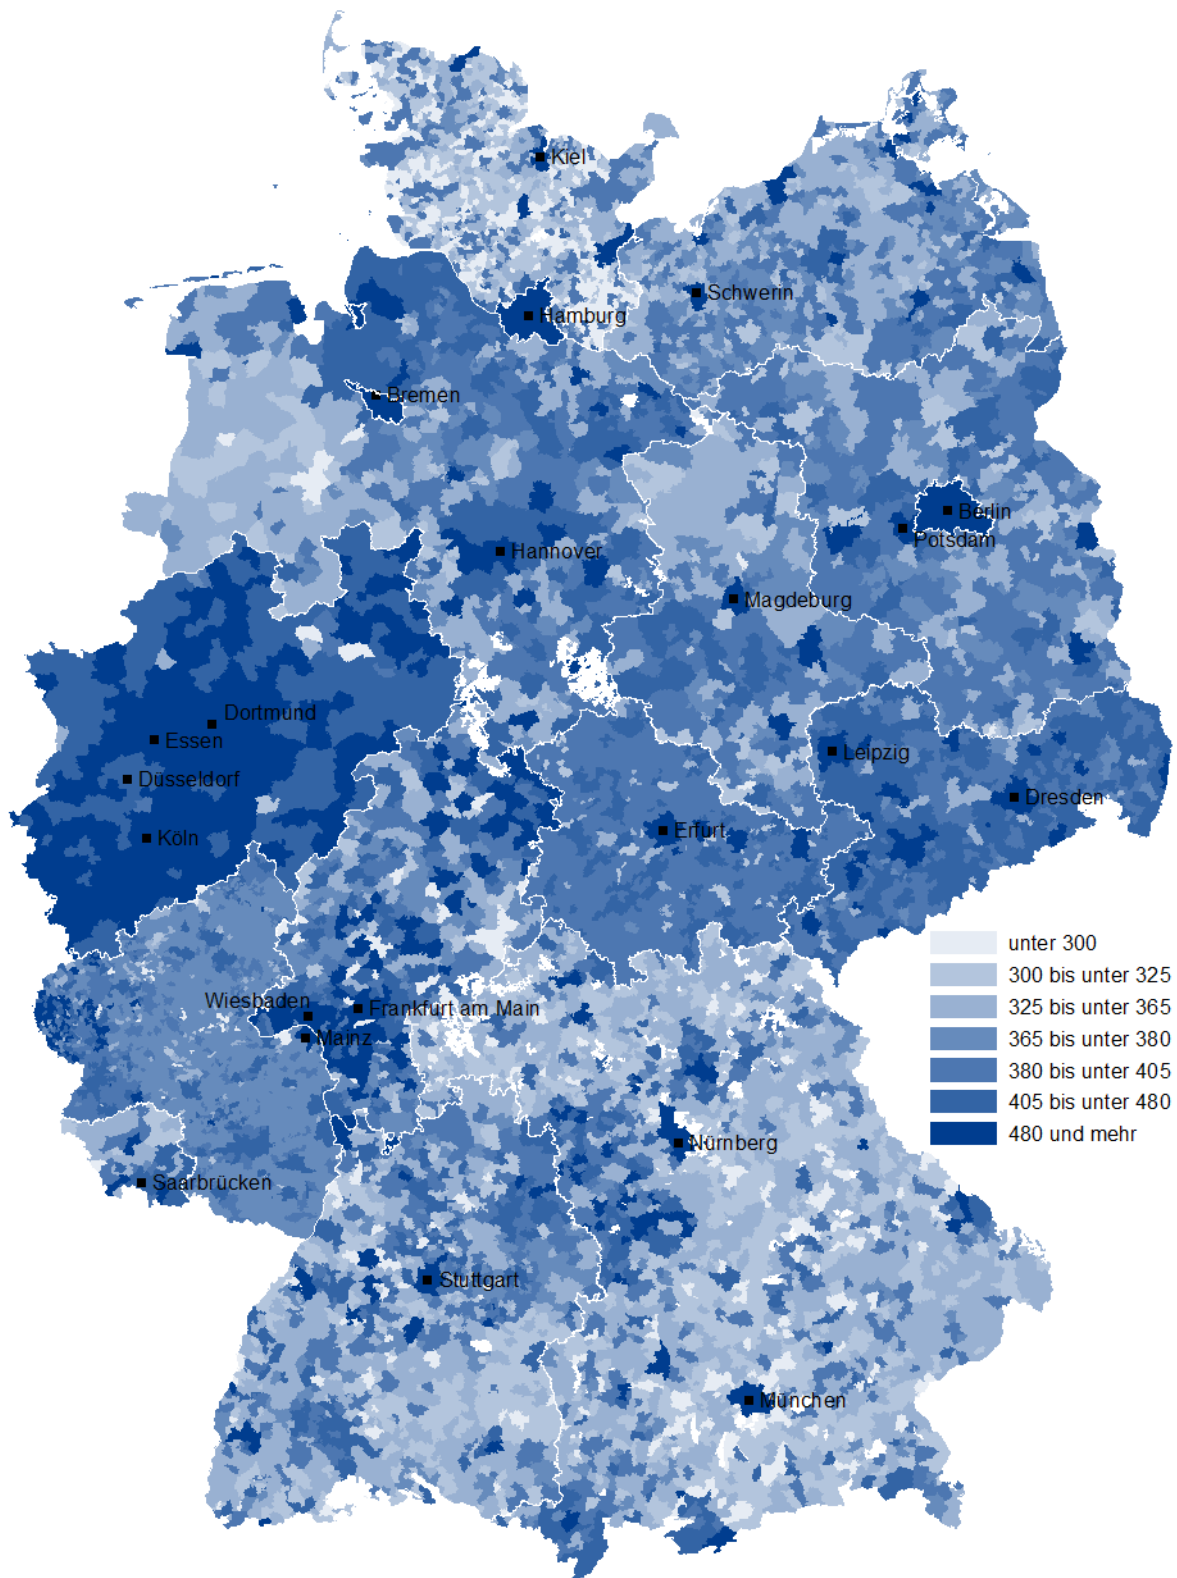 Kiel
Schwerin
Hamburg
Bremen
Berlin
Potsdam
Hannover
Magdeburg
Dortmund
Essen
Leipzig
Düsseldorf
Dresden
Erfurt
Köln
unter 300
300 bis unter 325
325 bis unter 365
365 bis unter 380
380 bis unter 405
405 bis unter 480
480 und mehr
Wiesbaden
Frankfurt am Main
Mainz
Nürnberg
Saarbrücken
Stuttgart
München